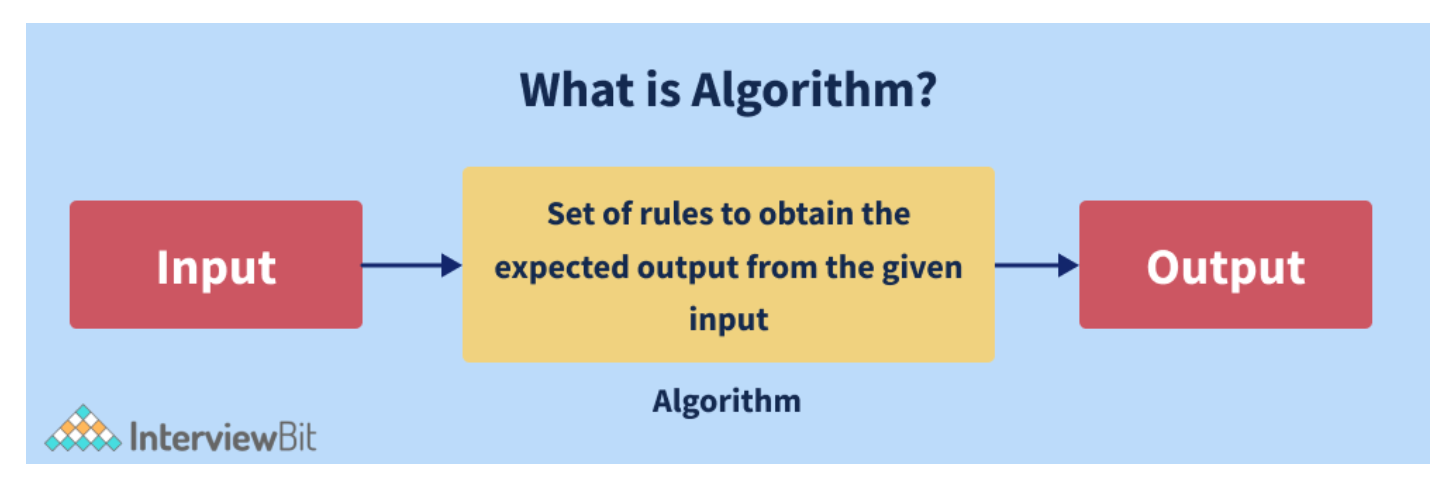 What is Algorithm?
Input
Set of rules to obtain the
expected output from the given
input
Output
Algorithm
InterviewBit